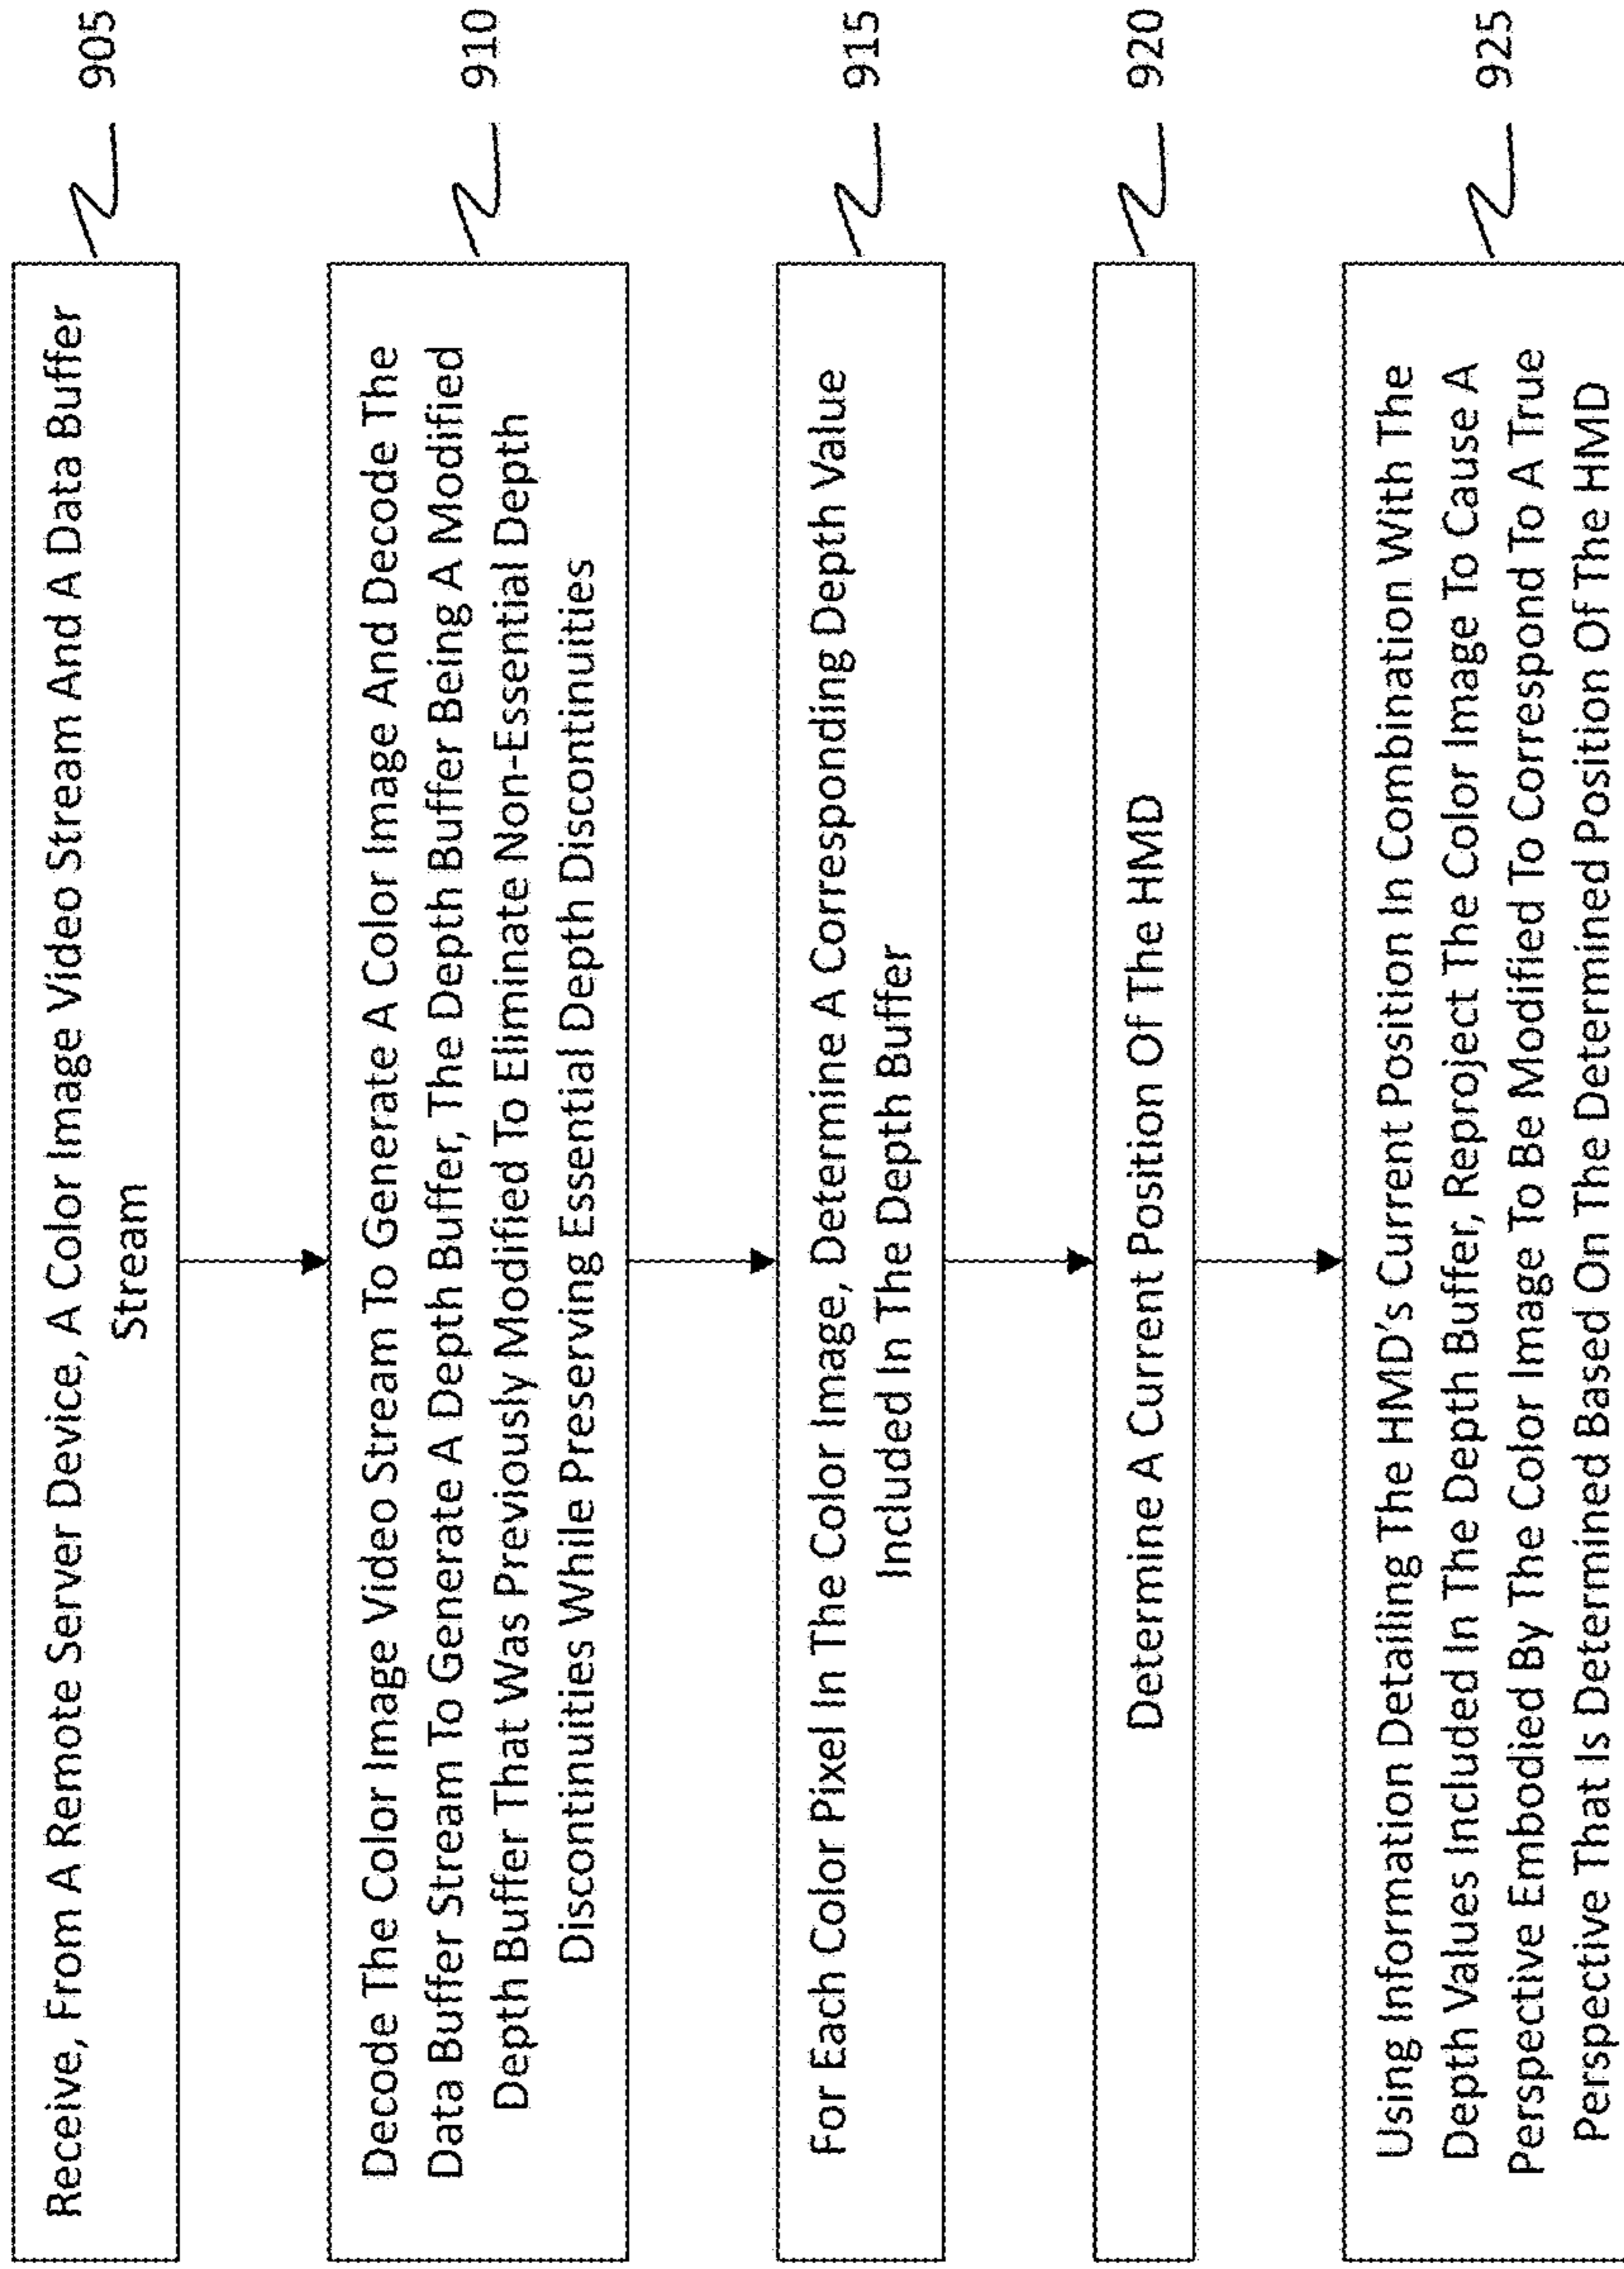 Receive, From A Remote Server Device, A Color Image Video Stream And A Data Buffer
Stream
905
Decode The Color Image Video Stream To Generate A Color Image And Decode The
Data Buffer Stream To Generate A Depth Buffer, The Depth Buffer Being A Modified
Depth Buffer That Was Previously Modified To Eliminate Non-Essential Depth
Discontinuities While Preserving Essential Depth Discontinuities
910
For Each Color Pixel In The Color Image, Determine A Corresponding Depth Value
Included In The Depth Buffer
915
Determine A Current Position Of The HMD
920
Using Information Detailing The HMD's Current Position In Combination With The
Depth Values Included In The Depth Buffer, Reproject The Color Image To Cause A
Perspective Embodied By The Color Image To Be Modified To Correspond To A True
Perspective That Is Determined Based On The Determined Position Of The HMD
925